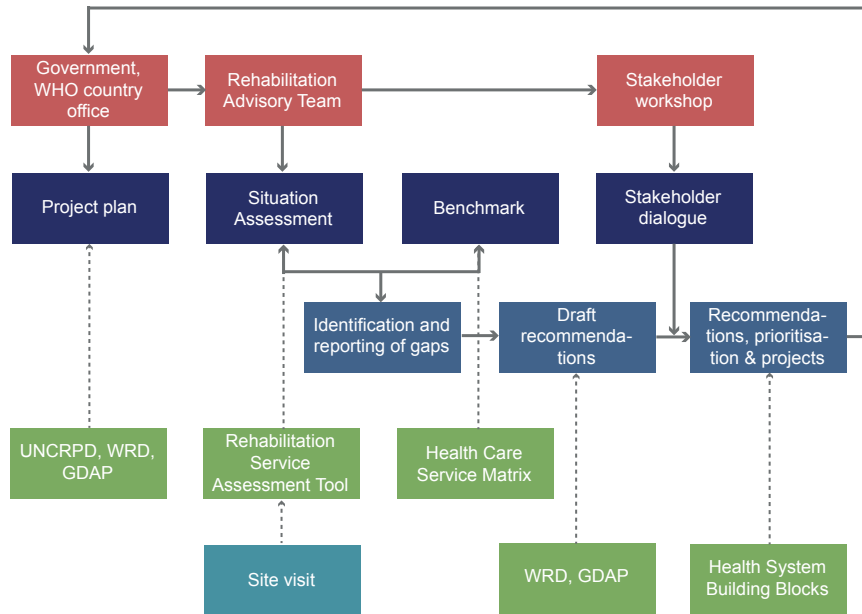 Government,
WHO country
office
Rehabilitation
Advisory Team
Stakeholder
workshop
Project plan
Situation
Assessment
Benchmark
Stakeholder
dialogue
Identification and
reporting of gaps
Draft
recommenda-
tions
Recommenda-
tions, prioritisa-
tion & projects
UNCRPD, WRD,
GDAP
Rehabilitation
Service
Assessment Tool
Health Care
Service Matrix
Site visit
WRD, GDAP
Health System
Building Blocks